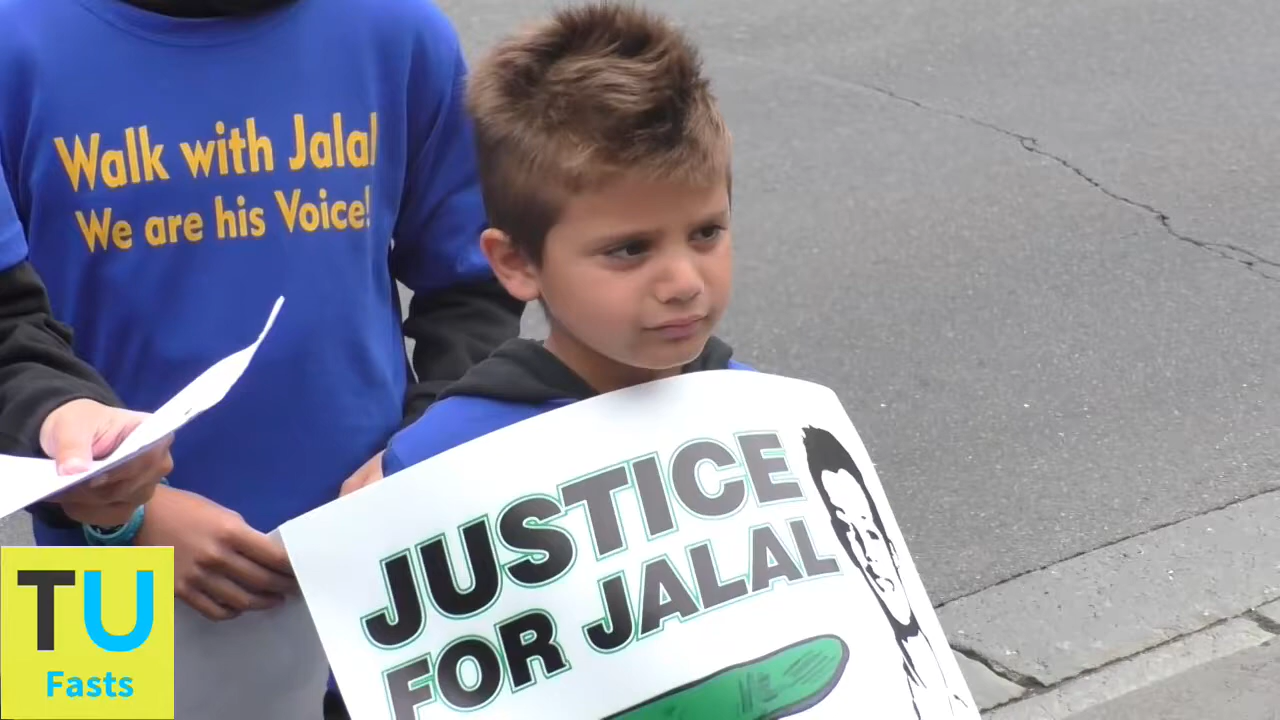 Walk with Jalal
We are his Voice!
JUSTICE
FOR JALAL
TU
Fasts